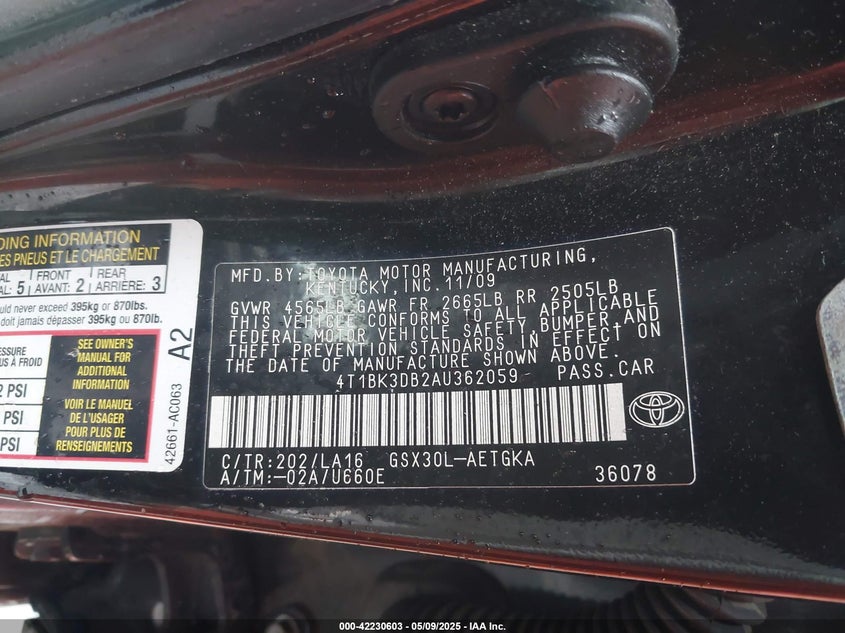 DING INFORMATION
ES PNEUS ET LE CHARGEMENT
AL 5 FRONT AVANT: 2 REAR ARRIÈRE: 3
ould never exceed 395kg or 870lbs.
doit jamais dépasser 395kg ou 870lb.
RESSURE
US À FROID
2 PSI
PSI
PSI
SEE OWNER'S
MANUAL FOR
ADDITIONAL
INFORMATION
VOIR LE MANUEL
DE L'USAGER
POUR PLUS DE
RENSEIGNEMENTS
42661-AC063 A2
MFD.BY:TOYOTA MOTOR MANUFACTURING,
KENTUCKY,INC.11/09
GVWR 4565LB GAWR FR 2665LB RR 2505LB
THIS VEHICLE CONFORMS TO ALL APPLICABLE
FEDERAL MOTOR VEHICLE SAFETY,BUMPER AND
THEFT PREVENTION STANDARDS IN EFFECT ON
THE DATE OF MANUFACTURE SHOWN ABOVE.
4T1BK3DB2AU362059 PASS.CAR
C/TR:202/LA16 GSX30L-AETGKA
A/TM:-02A/U660E 36078
000-42230603 - 05/09/2025 - IAA Inc.